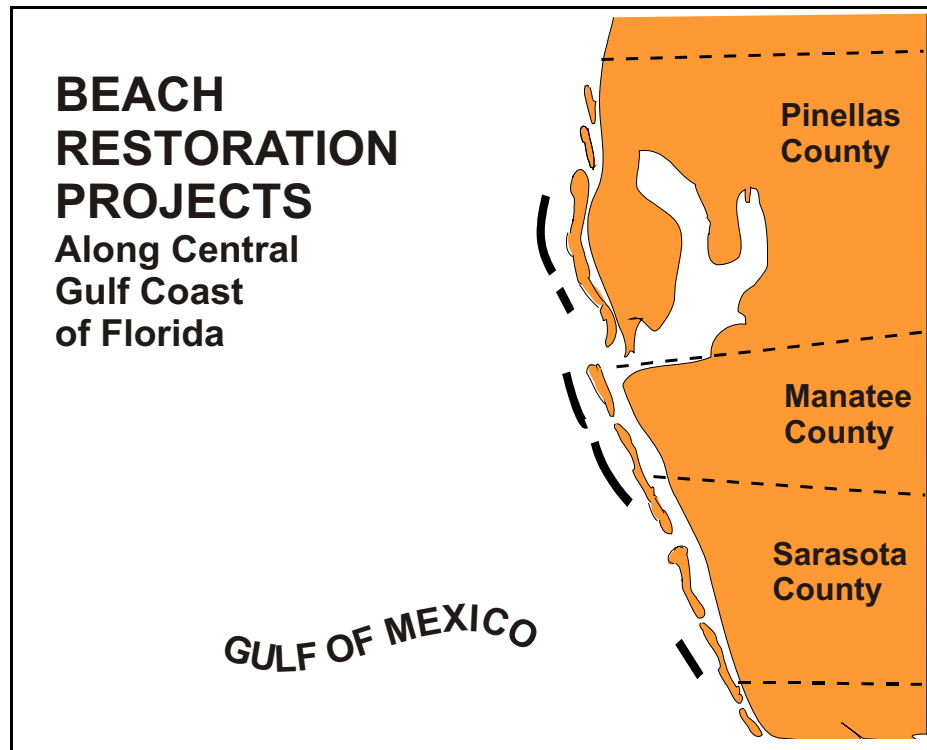 BEACH
RESTORATION
PROJECTS
Along Central
Gulf Coast
of Florida
Pinellas
County
Manatee
County
Sarasota
County
GULF OF MEXICO